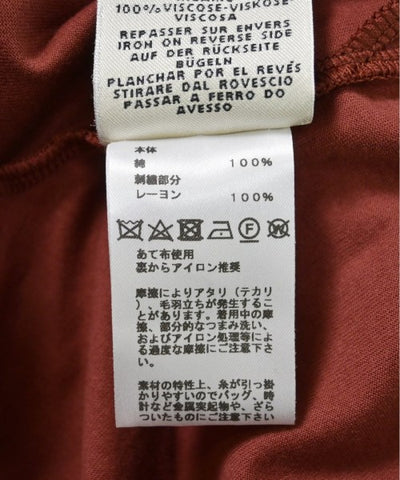 100%VISCOSE-VISKOSE-
VISCOSA
REPASSER SUR ENVERS
IRON ON REVERSE SIDE
AUF DER RÜCKSEITE
BÜGELN
PLANCHAR POR EL REVÉS
STIRARE DAL ROVESCIO
PASSAR A FERRO DO
AVESSO
本体
綿 100%
刺繍部分
レーヨン 100%
F W
あて布使用
裏からアイロン推奨
摩擦によりアタリ(テカリ
)、毛羽立ちが発生するこ
とがあります。着用中の摩
擦、部分的なつまみ洗い、
およびアイロン処理等によ
る過度な摩擦にご注意下さ
い。
素材の特性上、糸が引っ掛
かりやすいのでバッグ、時
計など金属突起物や、ざら
ついたものにご注意下さ